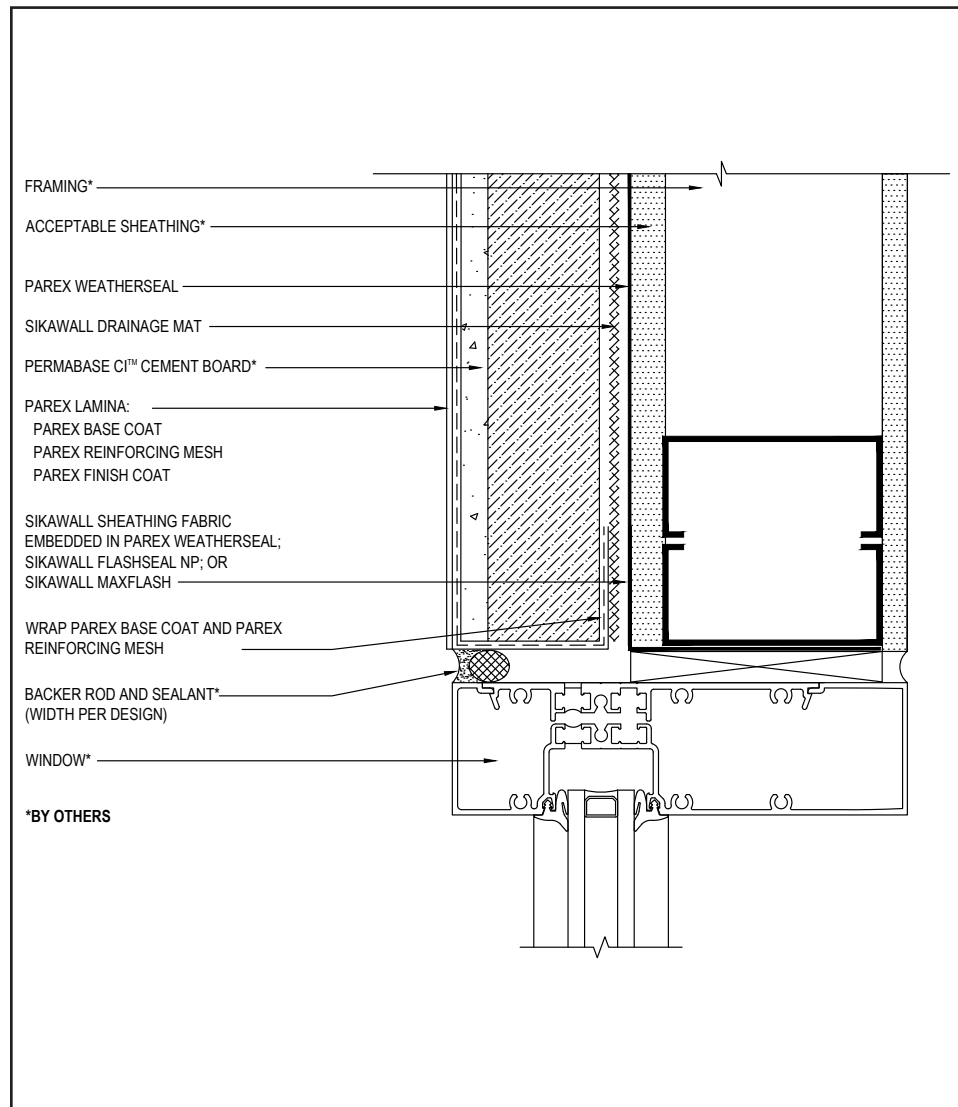 FRAMING*
ACCEPTABLE SHEATHING*
PAREX WEATHERSEAL
SIKAWALL DRAINAGE MAT
PERMABASE CI™ CEMENT BOARD*
PAREX LAMINA:
PAREX BASE COAT
PAREX REINFORCING MESH
PAREX FINISH COAT
SIKAWALL SHEATHING FABRIC
EMBEDDED IN PAREX WEATHERSEAL;
SIKAWALL FLASHSEAL NP; OR
SIKAWALL MAXFLASH
WRAP PAREX BASE COAT AND PAREX
REINFORCING MESH
BACKER ROD AND SEALANT*
(WIDTH PER DESIGN)
WINDOW*
*BY OTHERS